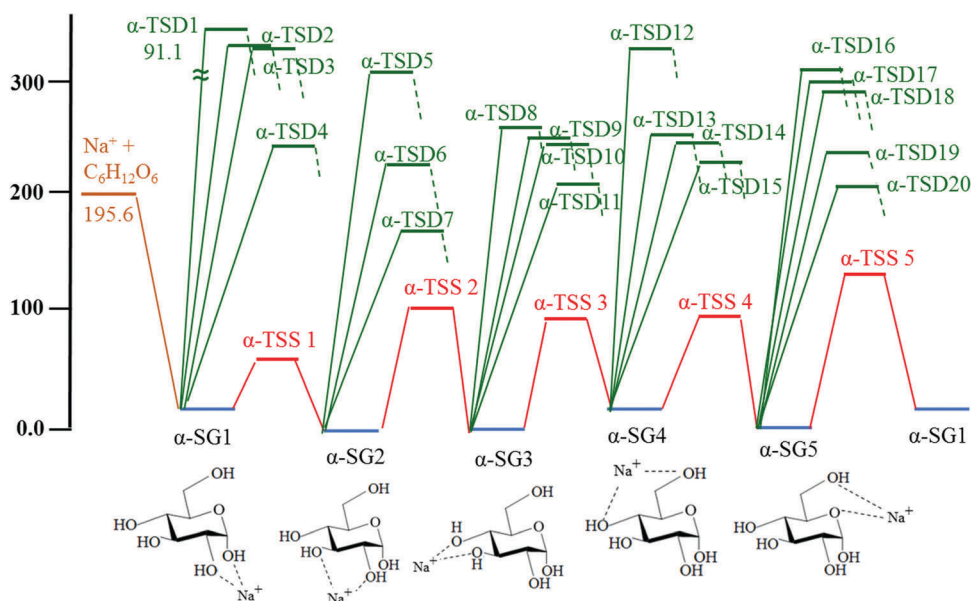 300
200
100
0.0
Na⁺ +
C₆H₁₂O₆
195.6
α-TSD1
91.1
α-TSD2
α-TSD3
α-TSD4
α-TSD5
α-TSD6
α-TSD7
α-TSD8
α-TSD9
α-TSD10
α-TSD11
α-TSD12
α-TSD13
α-TSD14
α-TSD15
α-TSD16
α-TSD17
α-TSD18
α-TSD19
α-TSD20
α-TSS 1
α-TSS 2
α-TSS 3
α-TSS 4
α-TSS 5
α-SG1
α-SG2
α-SG3
α-SG4
α-SG5
α-SG1
OH
HO
HO
O
HO
OH
Na⁺
OH
HO
HO
O
OH
OH
Na⁺
OH
H
O
O
H
O
OH
OH
Na⁺
Na⁺
OH
HO
HO
O
OH
OH
OH
HO
HO
O
OH
OH
Na⁺